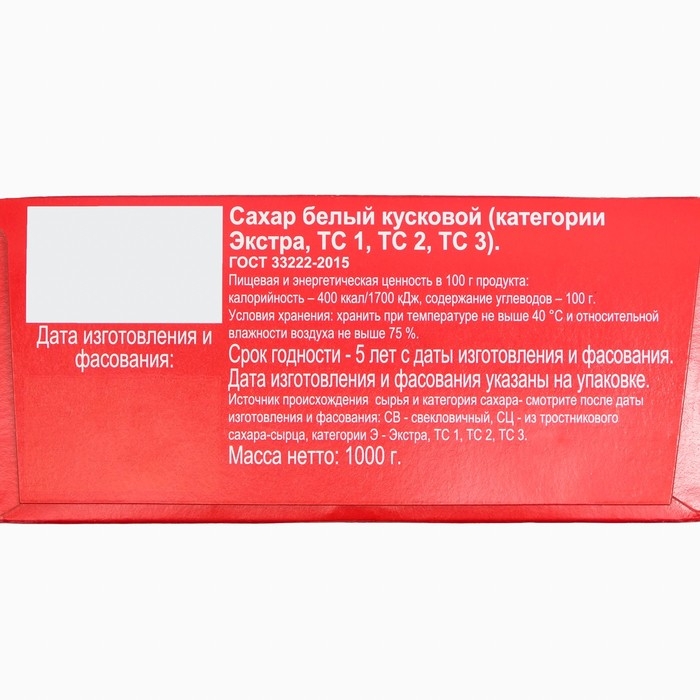 Сахар белый кусковой (категории
Экстра, ТС 1, ТС 2, ТС 3).
ГОСТ 33222-2015
Пищевая и энергетическая ценность в 100 г продукта:
калорийность – 400 ккал/1700 кДж, содержание углеводов – 100 г.
Условия хранения: хранить при температуре не выше 40 °С и относительной
влажности воздуха не выше 75 %.
Срок годности - 5 лет с даты изготовления и фасования.
Дата изготовления и фасования указаны на упаковке.
Источник происхождения сырья и категория сахара- смотрите после даты
изготовления и фасования: СВ - свекловичный, СЦ - из тростникового
сахара-сырца, категории Э - Экстра, ТС 1, ТС 2, ТС 3.
Масса нетто: 1000 г.
Дата изготовления и
фасования: